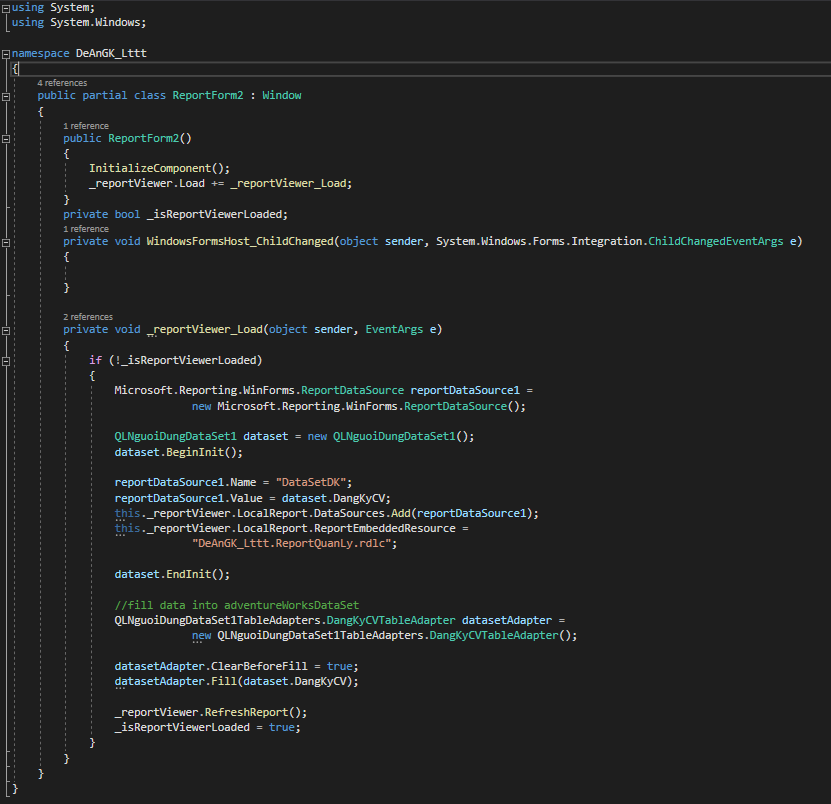 using System;
using System.Windows;
namespace DeAnGK_Lttt
{
4 references
public partial class ReportForm2 : Window
{
1 reference
public ReportForm2()
{
InitializeComponent();
_reportViewer.Load += _reportViewer_Load;
}
private bool _isReportViewerLoaded;
1 reference
private void WindowsFormsHost_ChildChanged(object sender, System.Windows.Forms.Integration.ChildChangedEventArgs e)
{
}
2 references
private void _reportViewer_Load(object sender, EventArgs e)
{
if (!_isReportViewerLoaded)
{
Microsoft.Reporting.WinForms.ReportDataSource reportDataSource1 =
new Microsoft.Reporting.WinForms.ReportDataSource();
QLNguoiDungDataSet1 dataset = new QLNguoiDungDataSet1();
dataset.BeginInit();
reportDataSource1.Name = "DataSetDK";
reportDataSource1.Value = dataset.DangKyCV;
this._reportViewer.LocalReport.DataSources.Add(reportDataSource1);
this._reportViewer.LocalReport.ReportEmbeddedResource =
"DeAnGK_Lttt.ReportQuanLy.rdlc";
dataset.EndInit();
//fill data into adventureWorksDataSet
QLNguoiDungDataSet1TableAdapters.DangKyCVTableAdapter datasetAdapter =
new QLNguoiDungDataSet1TableAdapters.DangKyCVTableAdapter();
datasetAdapter.ClearBeforeFill = true;
datasetAdapter.Fill(dataset.DangKyCV);
_reportViewer.RefreshReport();
_isReportViewerLoaded = true;
}
}
}
}